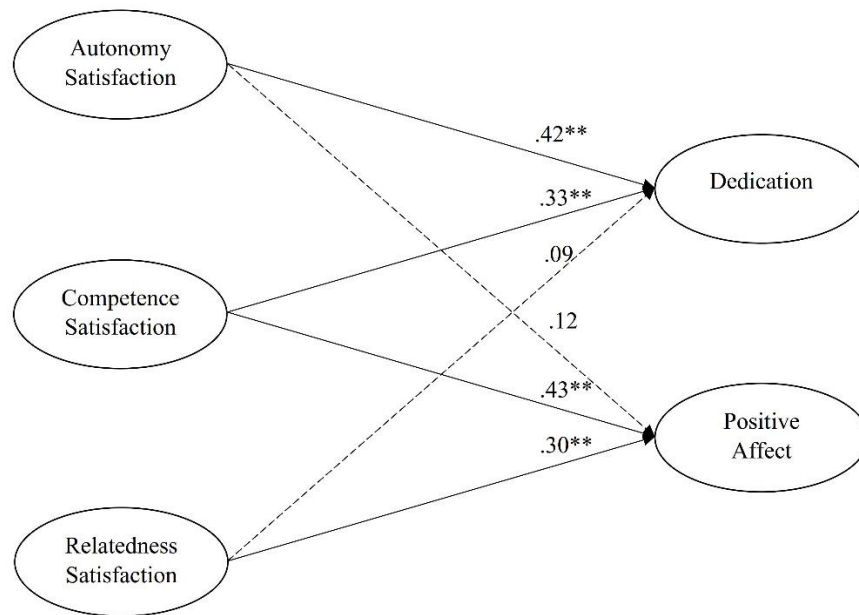 Autonomy
Satisfaction
.42**
Dedication
.33**
.09
Competence
Satisfaction
.12
.43**
Positive
Affect
.30**
Relatedness
Satisfaction